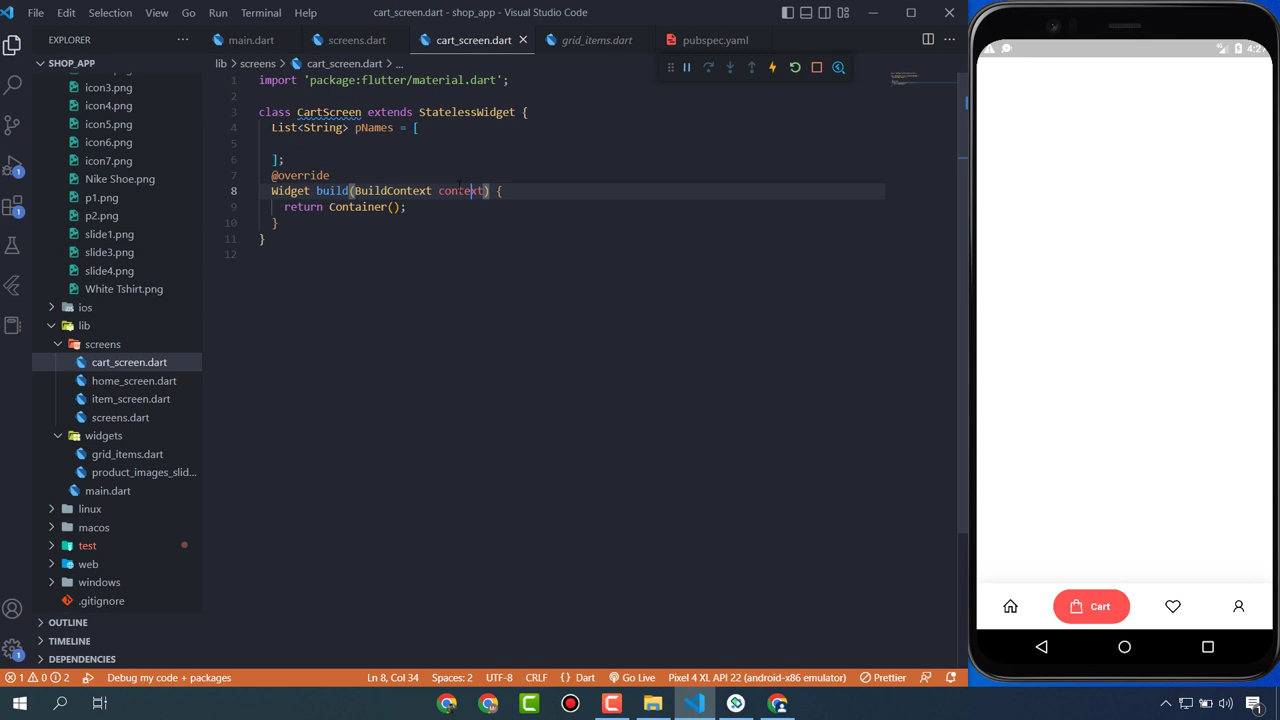 File Edit Selection View Go Run Terminal Help
cart_screen.dart - shop_app - Visual Studio Code
EXPLORER
main.dart
screens.dart
cart_screen.dart
grid_items.dart
pubspec.yaml
SHOP_APP
icon3.png
icon4.png
icon5.png
icon6.png
icon7.png
Nike Shoe.png
p1.png
p2.png
slide1.png
slide3.png
slide4.png
White Tshirt.png
ios
lib
screens
cart_screen.dart
home_screen.dart
item_screen.dart
screens.dart
widgets
grid_items.dart
product_images_slid...
main.dart
linux
macos
test
web
windows
.gitignore
OUTLINE
TIMELINE
DEPENDENCIES
lib > screens > cart_screen.dart > ...
1 import 'package:flutter/material.dart';
2
3 class CartScreen extends StatelessWidget {
4 List<String> pNames = [
5
6 ];
7 @override
8 Widget build(BuildContext context) {
9 return Container();
10 }
11 }
12
Cart
1 0 2 Debug my code + packages
Ln 8, Col 34 Spaces: 2 UTF-8 CRLF {} Dart Go Live Pixel 4 XL API 22 (android-x86 emulator) Prettier